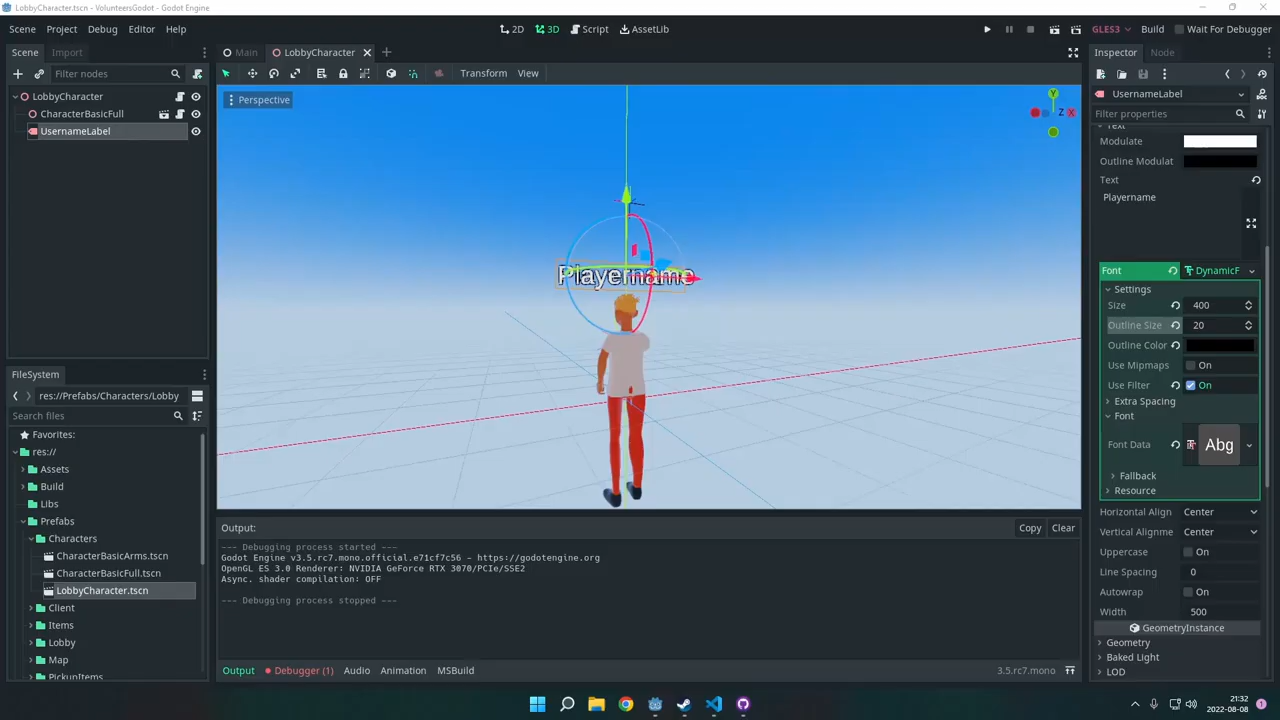 LobbyCharacter.tscn - VolunteersGodot - Godot Engine
Scene Project Debug Editor Help
2D 3D Script AssetLib
GLES3 Build Wait For Debugger
Scene Import
Main LobbyCharacter
Inspector Node
Filter nodes
Transform View
LobbyCharacter
CharacterBasicFull
UsernameLabel
Perspective
Y
Z X
Playername
UsernameLabel
Filter properties
Text
Modulate
Outline Modulat
Text
Playername
Font DynamicF
Settings
Size 400
Outline Size 20
Outline Color
Use Mipmaps On
Use Filter On
Extra Spacing
Font
Font Data Abg
Fallback
Resource
Horizontal Align Center
Vertical Alignme Center
Uppercase On
Line Spacing 0
Autowrap On
Width 500
GeometryInstance
Geometry
Baked Light
LOD
FileSystem
res://Prefabs/Characters/Lobby
Search files
Favorites:
res://
Assets
Build
Libs
Prefabs
Characters
CharacterBasicArms.tscn
CharacterBasicFull.tscn
LobbyCharacter.tscn
Client
Items
Lobby
Map
PickupItems
Output: Copy Clear
--- Debugging process started ---
Godot Engine v3.5.rc7.mono.official.e71cf7c56 - https://godotengine.org
OpenGL ES 3.0 Renderer: NVIDIA GeForce RTX 3070/PCIe/SSE2
Async. shader compilation: OFF
--- Debugging process stopped ---
Output Debugger (1) Audio Animation MSBuild 3.5.rc7.mono
21:32
2022-08-08
1